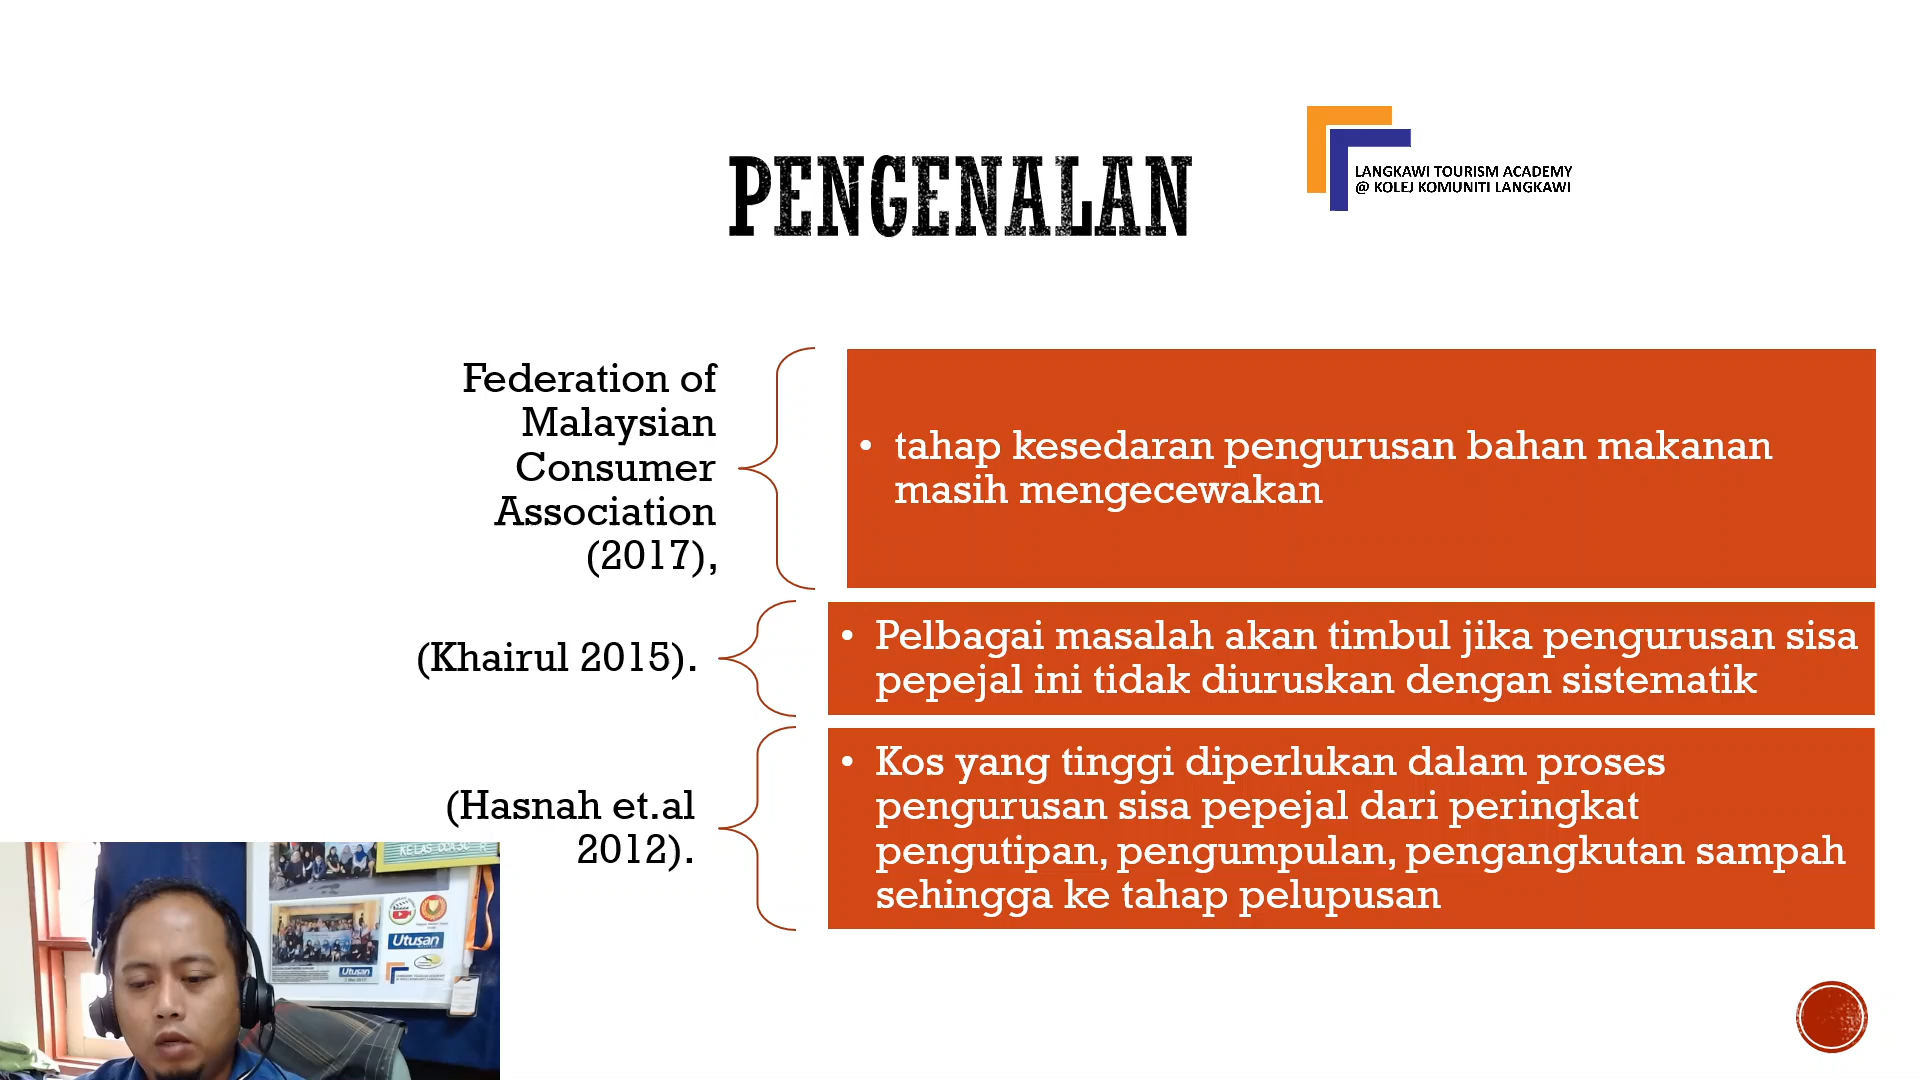 PENGENALAN
LANGKAWI TOURISM ACADEMY
@ KOLEJ KOMUNITI LANGKAWI
Federation of
Malaysian
Consumer
Association
(2017),
• tahap kesedaran pengurusan bahan makanan
masih mengecewakan
(Khairul 2015).
• Pelbagai masalah akan timbul jika pengurusan sisa
pepejal ini tidak diuruskan dengan sistematik
(Hasnah et.al
2012).
• Kos yang tinggi diperlukan dalam proses
pengurusan sisa pepejal dari peringkat
pengutipan, pengumpulan, pengangkutan sampah
sehingga ke tahap pelupusan
KELAS
Utusan
Utusan